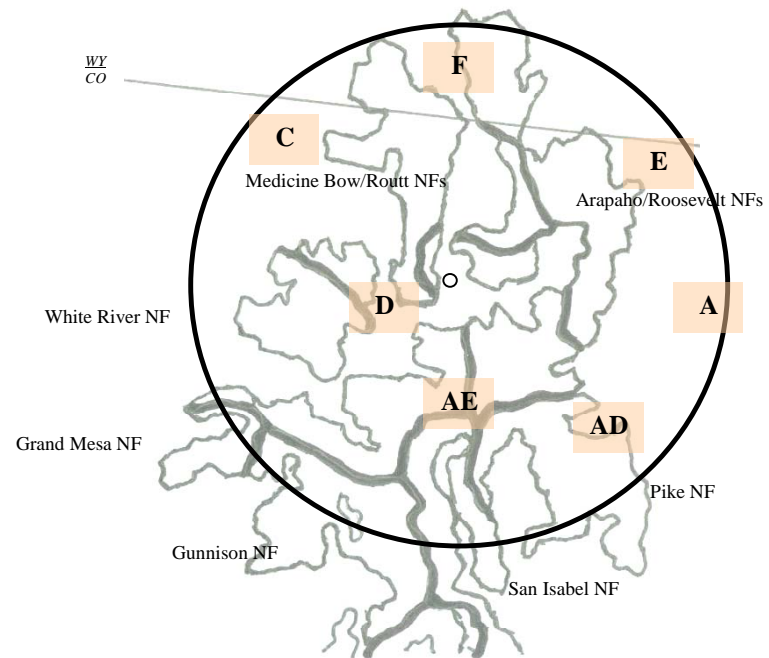 F
WY
CO
C
E
Medicine Bow/Routt NFs
Arapaho/Roosevelt NFs
D
A
White River NF
AE
AD
Grand Mesa NF
Pike NF
Gunnison NF
San Isabel NF